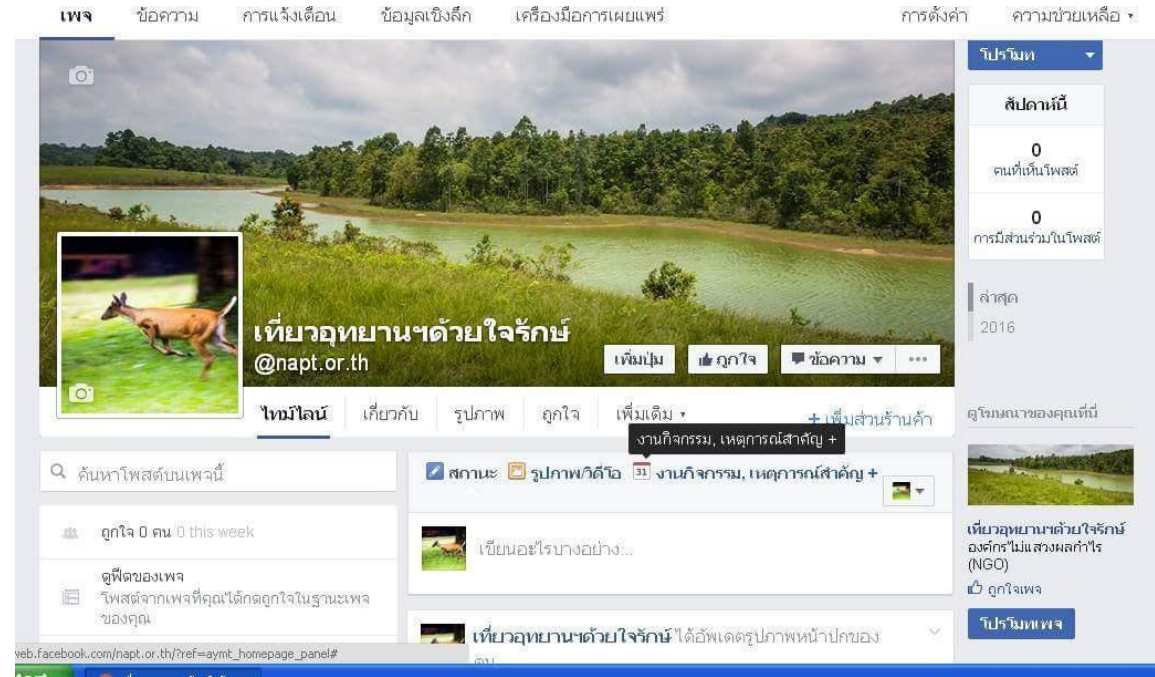 เพจ ข้อความ การแจ้งเตือน ข้อมูลเชิงลึก เครื่องมือการเผยแพร่ การตั้งค่า ความช่วยเหลือ
โปรโมท
สัปดาห์นี้
0
คนที่เห็นโพสต์
0
การมีส่วนร่วมในโพสต์
ล่าสุด
2016
เที่ยวอุทยานฯด้วยใจรักษ์
@napt.or.th
เพิ่มปุ่ม ถูกใจ ข้อความ
ไทม์ไลน์ เกี่ยวกับ รูปภาพ ถูกใจ เพิ่มเติม + เพิ่มส่วนร้านค้า
งานกิจกรรม, เหตุการณ์สำคัญ +
ค้นหาโพสต์บนเพจนี้
ถูกใจ 0 คน 0 this week
ดูฟีดของเพจ
โพสต์จากเพจที่คุณได้กดถูกใจในฐานะเพจ
ของคุณ
สถานะ รูปภาพ/วิดีโอ 31 งานกิจกรรม, เหตุการณ์สำคัญ +
เขียนอะไรบางอย่าง...
เที่ยวอุทยานฯด้วยใจรักษ์ ได้อัพเดตรูปภาพหน้าปกของ
ดูโฆษณาของคุณที่นี่
เที่ยวอุทยานฯด้วยใจรักษ์
องค์กรไม่แสวงผลกำไร
(NGO)
ถูกใจเพจ
โปรโมทเพจ
web.facebook.com/napt.or.th/?ref=aymt_homepage_panel#